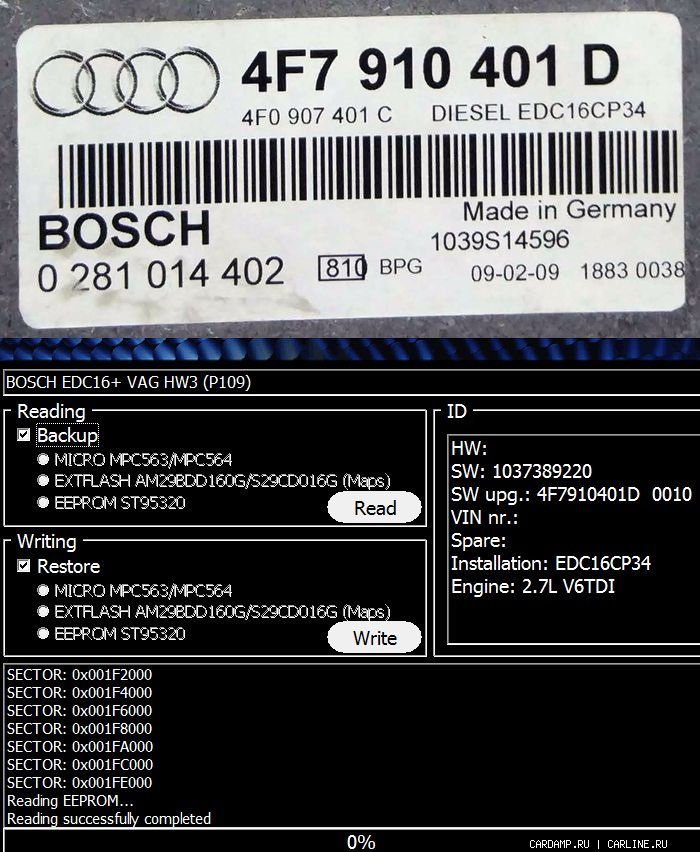 4F7 910 401 D
4F0 907 401 C DIESEL EDC16CP34
Made in Germany
BOSCH
1039S14596
0 281 014 402 810 BPG 09-02-09 1883 0038
BOSCH EDC16+ VAG HW3 (P109)
Reading
Backup
MICRO MPC563/MPC564
EXTFLASH AM29BDD160G/S29CD016G (Maps)
EEPROM ST95320
Read
Writing
Restore
MICRO MPC563/MPC564
EXTFLASH AM29BDD160G/S29CD016G (Maps)
EEPROM ST95320
Write
ID
HW:
SW: 1037389220
SW upg.: 4F7910401D 0010
VIN nr.:
Spare:
Installation: EDC16CP34
Engine: 2.7L V6TDI
SECTOR: 0x001F2000
SECTOR: 0x001F4000
SECTOR: 0x001F6000
SECTOR: 0x001F8000
SECTOR: 0x001FA000
SECTOR: 0x001FC000
SECTOR: 0x001FE000
Reading EEPROM...
Reading successfully completed
0%
CARDAMP.RU | CARLINE.RU